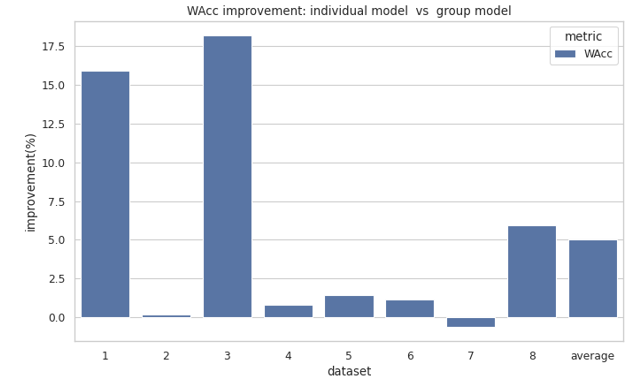 WAcc improvement: individual model vs group model
metric
WAcc
improvement(%)
17.5
15.0
12.5
10.0
7.5
5.0
2.5
0.0
1 2 3 4 5 6 7 8 average
dataset